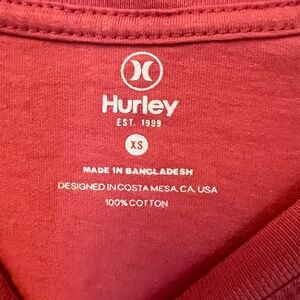 Hurley
EST. 1999
XS
MADE IN BANGLADESH
DESIGNED IN COSTA MESA, CA, USA
100% COTTON